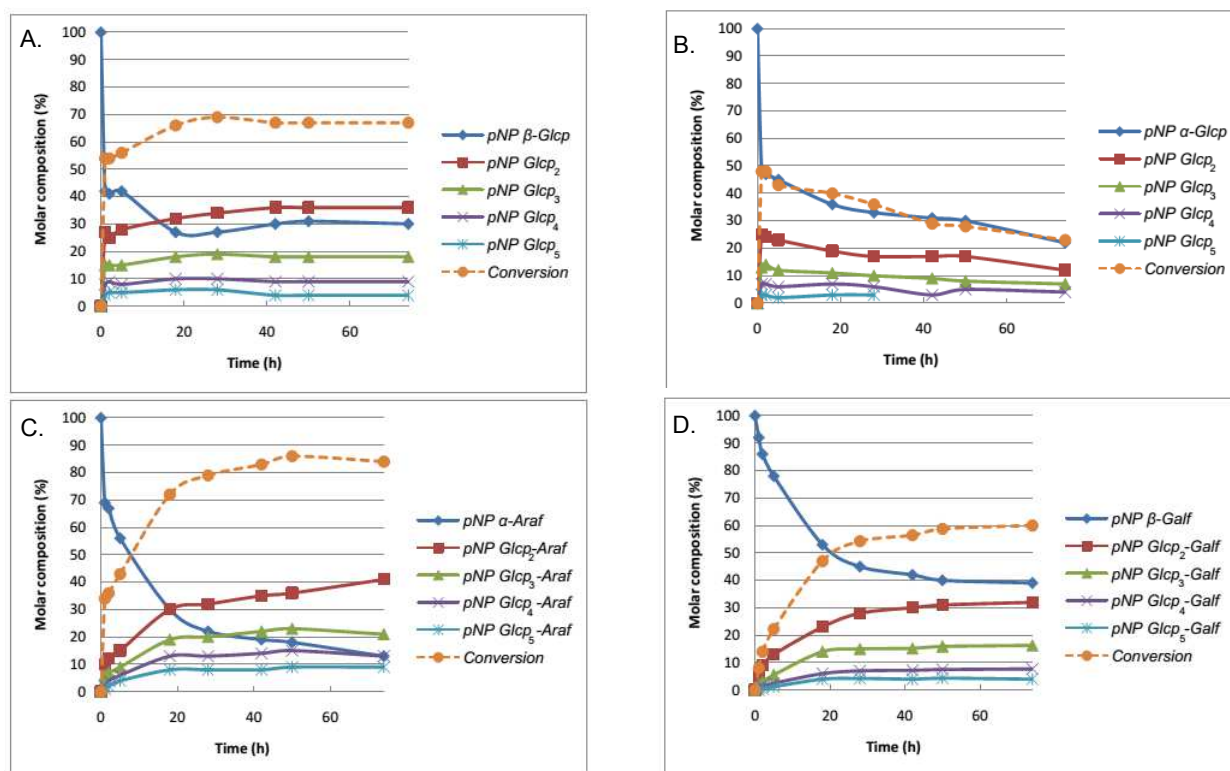 A.
Molar composition (%)
100
90
80
70
60
50
40
30
20
10
0
0 20 40 60
Time (h)
pNP β-Glcp
pNP Glcp₂
pNP Glcp₃
pNP Glcp₄
pNP Glcp₅
Conversion
B.
Molar composition (%)
100
90
80
70
60
50
40
30
20
10
0
0 20 40 60
Time (h)
pNP α-Glcp
pNP Glcp₂
pNP Glcp₃
pNP Glcp₄
pNP Glcp₅
Conversion
C.
Molar composition (%)
100
90
80
70
60
50
40
30
20
10
0
0 20 40 60
Time (h)
pNP α-Araf
pNP Glcp₂-Araf
pNP Glcp₃-Araf
pNP Glcp₄-Araf
pNP Glcp₅-Araf
Conversion
D.
Molar composition (%)
100
90
80
70
60
50
40
30
20
10
0
0 20 40 60
Time (h)
pNP β-Galf
pNP Glcp₂-Galf
pNP Glcp₃-Galf
pNP Glcp₄-Galf
pNP Glcp₅-Galf
Conversion